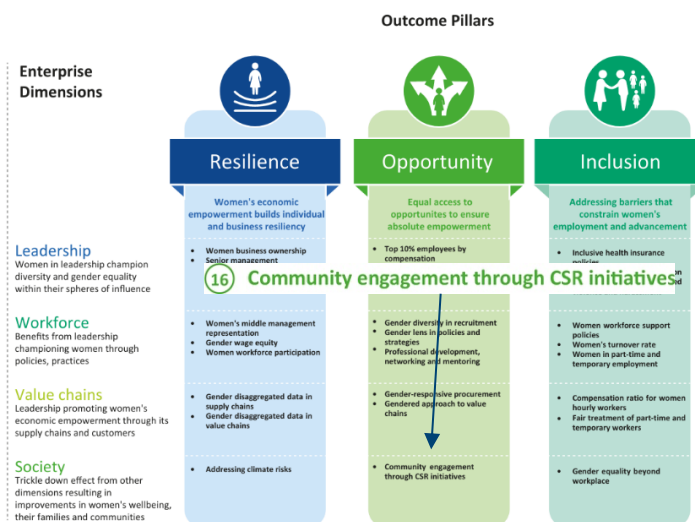 Outcome Pillars
Enterprise
Dimensions
Resilience
Opportunity
Inclusion
Women's economic
empowerment builds individual
and business resiliency
Equal access to
opportunites to ensure
absolute empowerment
Addressing barriers that
constrain women's
employment and advancement
Leadership
Women in leadership champion
diversity and gender equality
within their spheres of influence
• Women business ownership
• Senior management
• Top 10% employees by
compensation
• Inclusive health insurance
policies
16 Community engagement through CSR initiatives
Workforce
Benefits from leadership
championing women through
policies, practices
• Women's middle management
representation
• Gender wage equity
• Women workforce participation
• Gender diversity in recruitment
• Gender lens in policies and
strategies
• Professional development,
networking and mentoring
• Women workforce support
policies
• Women's turnover rate
• Women in part-time and
temporary employment
Value chains
Leadership promoting women's
economic empowerment through its
supply chains and customers
• Gender disaggregated data in
supply chains
• Gender disaggregated data in
value chains
• Gender-responsive procurement
• Gendered approach to value
chains
• Compensation ratio for women
hourly workers
• Fair treatment of part-time and
temporary workers
Society
Trickle down effect from other
dimensions resulting in
improvements in women's wellbeing,
their families and communities
• Addressing climate risks
• Community engagement
through CSR initiatives
• Gender equality beyond
workplace